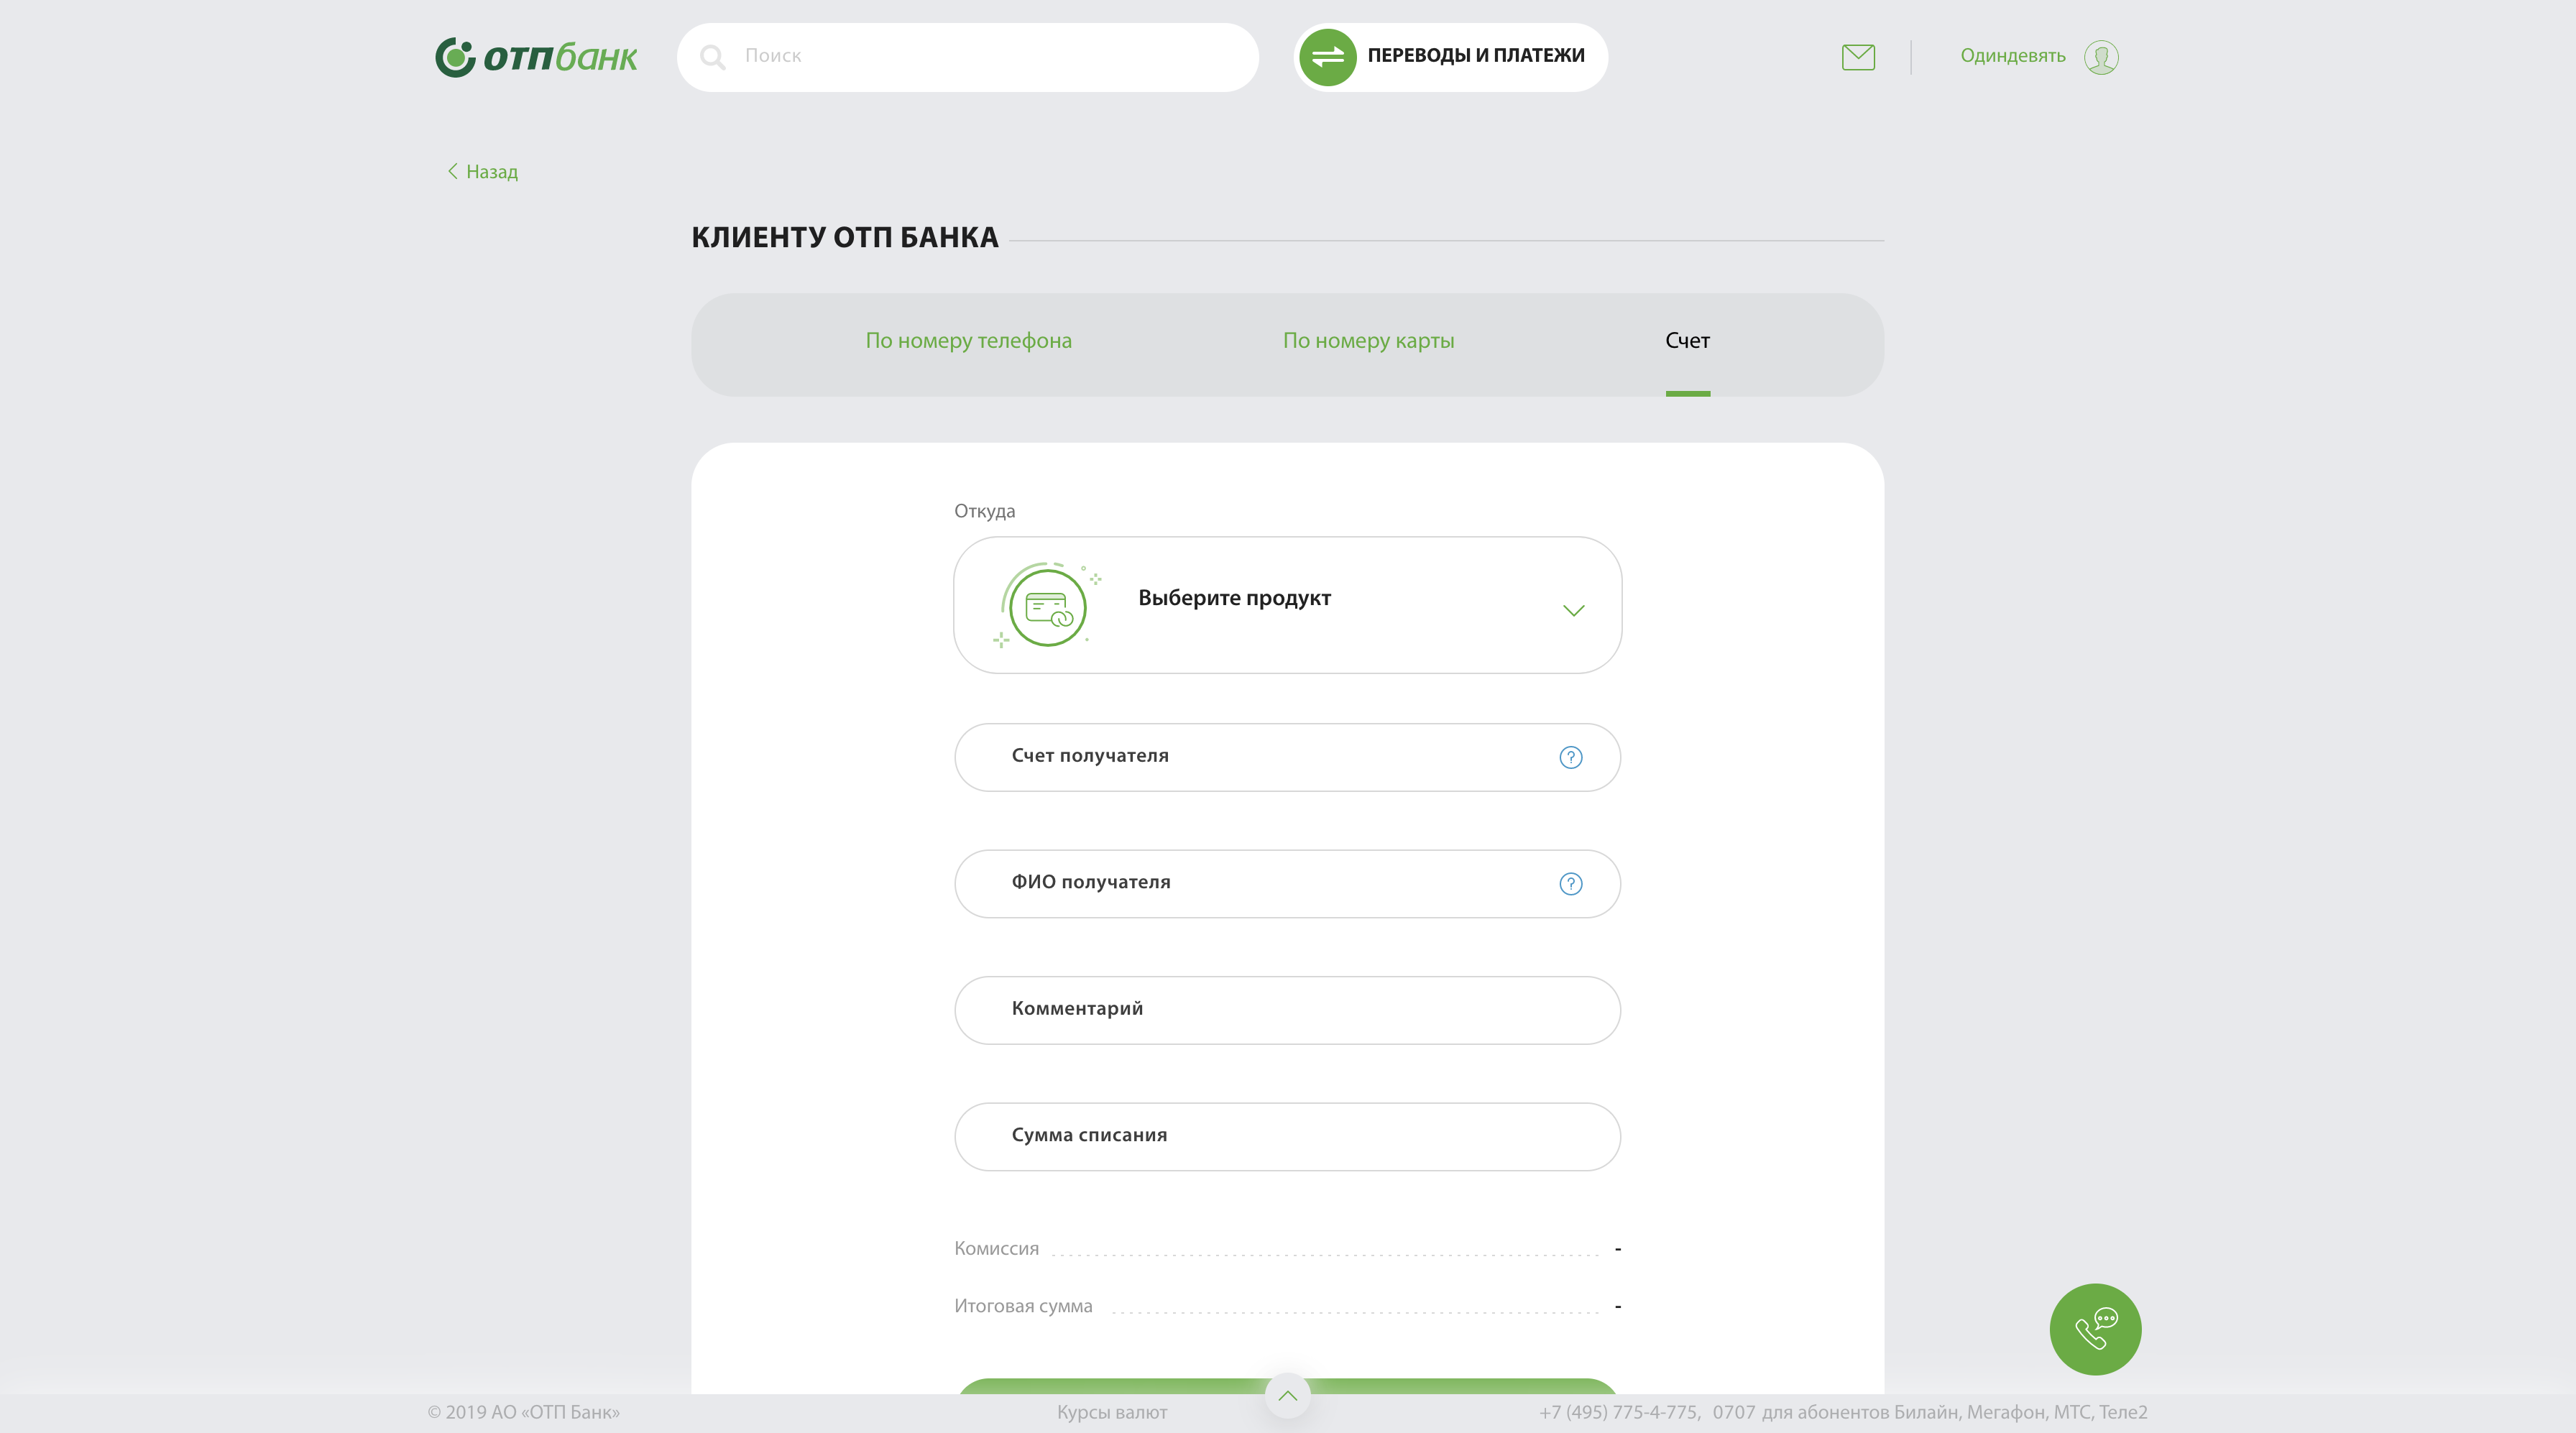 ОТП банк
Поиск
ПЕРЕВОДЫ И ПЛАТЕЖИ
Одиндевять
Назад
КЛИЕНТУ ОТП БАНКА
По номеру телефона
По номеру карты
Счет
Откуда
Выберите продукт
Счет получателя
?
ФИО получателя
?
Комментарий
Сумма списания
Комиссия -
Итоговая сумма -
© 2019 АО «ОТП Банк»
Курсы валют
+7 (495) 775-4-775, 0707 для абонентов Билайн, Мегафон, МТС, Теле2